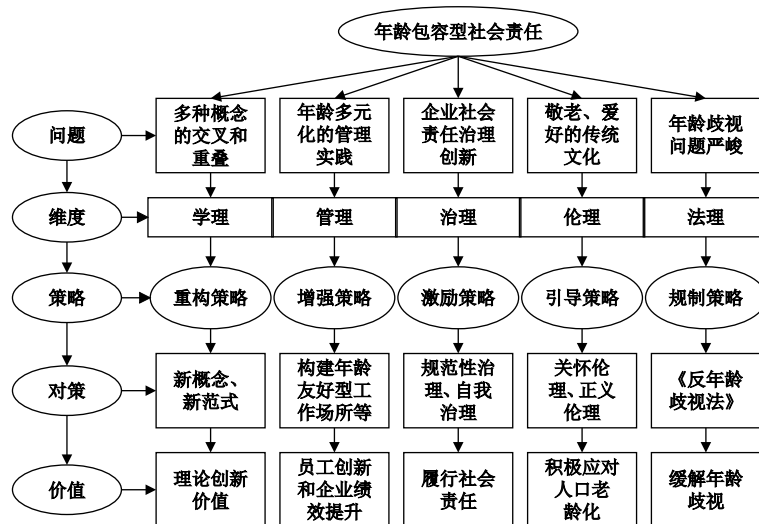 年龄包容型社会责任
问题
多种概念
的交叉和
重叠
年龄多元
化的管理
实践
企业社会
责任治理
创新
敬老、爱
好的传统
文化
年龄歧视
问题严峻
维度
学理
管理
治理
伦理
法理
策略
重构策略
增强策略
激励策略
引导策略
规制策略
对策
新概念、
新范式
构建年龄
友好型工
作场所等
规范性治
理、自我
治理
关怀伦
理、正义
伦理
《反年龄
歧视法》
价值
理论创新
价值
员工创新
和企业绩
效提升
履行社会
责任
积极应对
人口老
龄化
缓解年龄
歧视